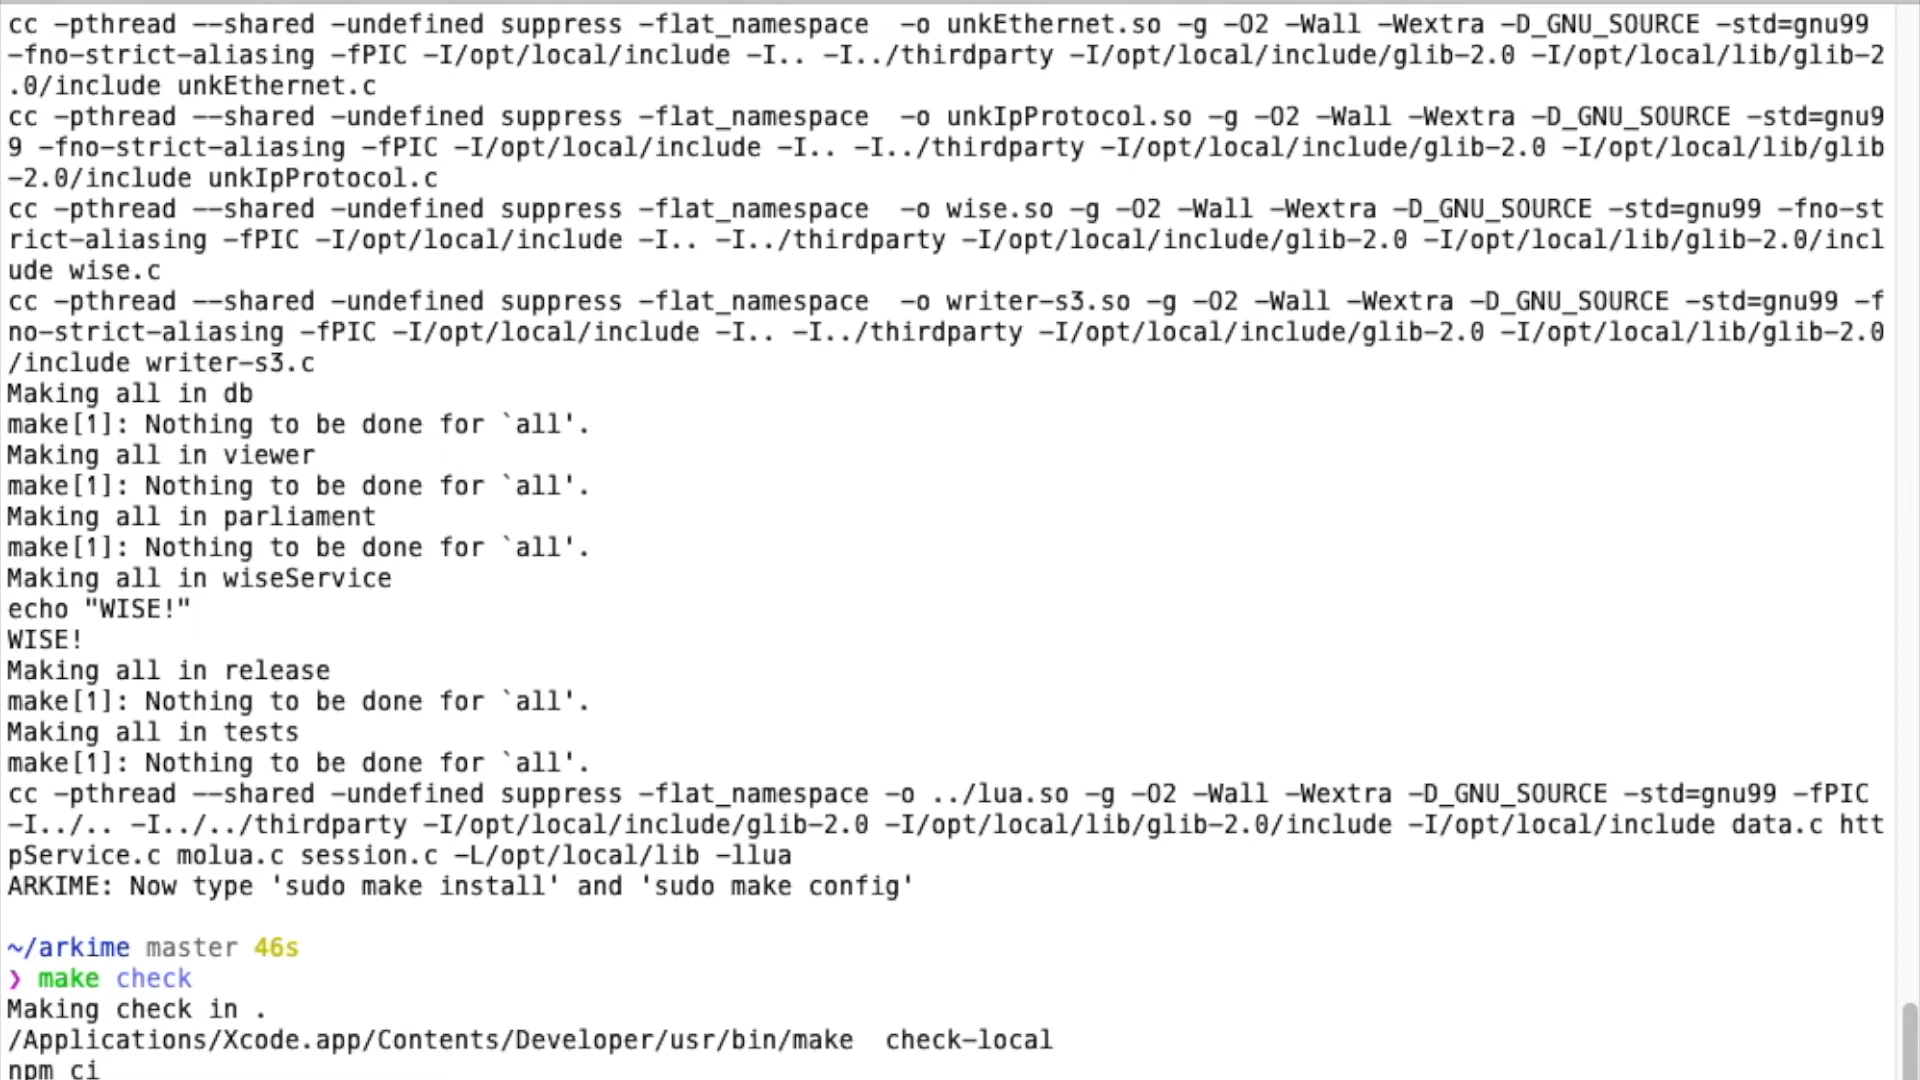 cc -pthread --shared -undefined suppress -flat_namespace  -o unkEthernet.so -g -O2 -Wall -Wextra -D_GNU_SOURCE -std=gnu99
-fno-strict-aliasing -fPIC -I/opt/local/include -I.. -I../thirdparty -I/opt/local/include/glib-2.0 -I/opt/local/lib/glib-2
.0/include unkEthernet.c
cc -pthread --shared -undefined suppress -flat_namespace  -o unkIpProtocol.so -g -O2 -Wall -Wextra -D_GNU_SOURCE -std=gnu9
9 -fno-strict-aliasing -fPIC -I/opt/local/include -I.. -I../thirdparty -I/opt/local/include/glib-2.0 -I/opt/local/lib/glib
-2.0/include unkIpProtocol.c
cc -pthread --shared -undefined suppress -flat_namespace  -o wise.so -g -O2 -Wall -Wextra -D_GNU_SOURCE -std=gnu99 -fno-st
rict-aliasing -fPIC -I/opt/local/include -I.. -I../thirdparty -I/opt/local/include/glib-2.0 -I/opt/local/lib/glib-2.0/incl
ude wise.c
cc -pthread --shared -undefined suppress -flat_namespace  -o writer-s3.so -g -O2 -Wall -Wextra -D_GNU_SOURCE -std=gnu99 -f
no-strict-aliasing -fPIC -I/opt/local/include -I.. -I../thirdparty -I/opt/local/include/glib-2.0 -I/opt/local/lib/glib-2.0
/include writer-s3.c
Making all in db
make[1]: Nothing to be done for `all'.
Making all in viewer
make[1]: Nothing to be done for `all'.
Making all in parliament
make[1]: Nothing to be done for `all'.
Making all in wiseService
echo "WISE!"
WISE!
Making all in release
make[1]: Nothing to be done for `all'.
Making all in tests
make[1]: Nothing to be done for `all'.
cc -pthread --shared -undefined suppress -flat_namespace -o ../lua.so -g -O2 -Wall -Wextra -D_GNU_SOURCE -std=gnu99 -fPIC
-I../.. -I../../thirdparty -I/opt/local/include/glib-2.0 -I/opt/local/lib/glib-2.0/include -I/opt/local/include data.c htt
pService.c molua.c session.c -L/opt/local/lib -llua
ARKIME: Now type 'sudo make install' and 'sudo make config'
~/arkime master 46s
❯ make check
Making check in .
/Applications/Xcode.app/Contents/Developer/usr/bin/make  check-local
npm ci